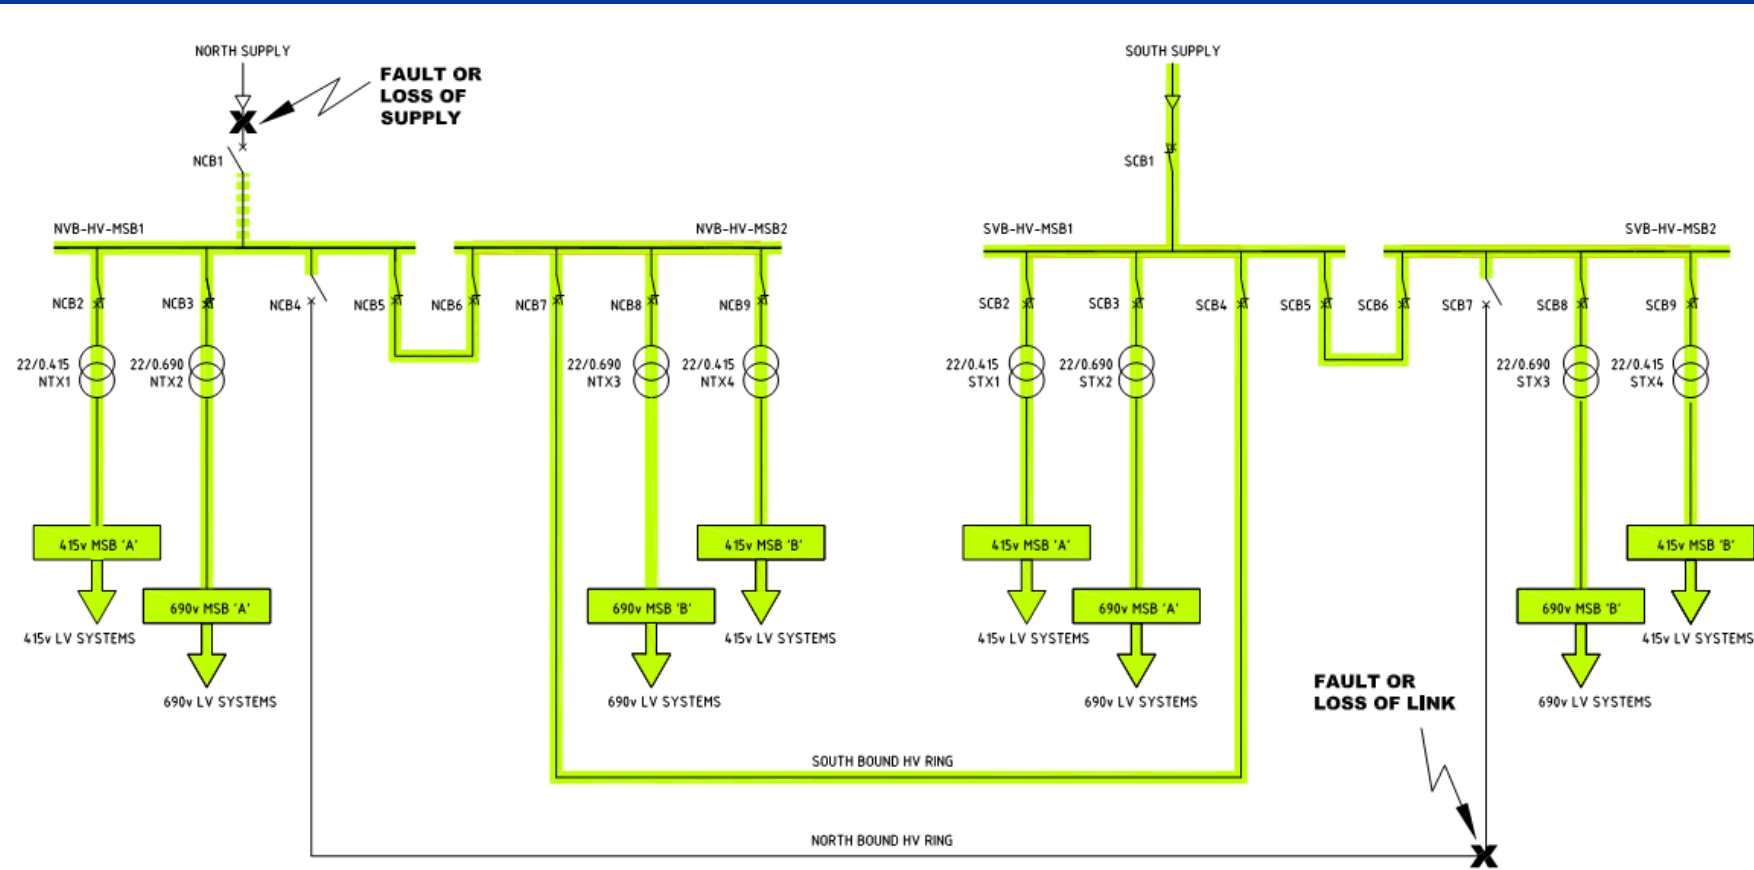 NORTH SUPPLY
SOUTH SUPPLY
FAULT OR
LOSS OF
SUPPLY
NCB1
SCB1
NVB-HV-MSB1
NVB-HV-MSB2
SVB-HV-MSB1
SVB-HV-MSB2
NCB2
NCB3
NCB4
NCB5
NCB6
NCB7
NCB8
NCB9
SCB2
SCB3
SCB4
SCB5
SCB6
SCB7
SCB8
SCB9
22/0.415
NTX1
22/0.690
NTX2
22/0.690
NTX3
22/0.415
NTX4
22/0.415
STX1
22/0.690
STX2
22/0.690
STX3
22/0.415
STX4
415v MSB 'A'
415v MSB 'B'
415v MSB 'A'
415v MSB 'B'
690v MSB 'A'
690v MSB 'B'
690v MSB 'A'
690v MSB 'B'
415v LV SYSTEMS
415v LV SYSTEMS
415v LV SYSTEMS
415v LV SYSTEMS
690v LV SYSTEMS
690v LV SYSTEMS
690v LV SYSTEMS
690v LV SYSTEMS
FAULT OR
LOSS OF LINK
SOUTH BOUND HV RING
NORTH BOUND HV RING